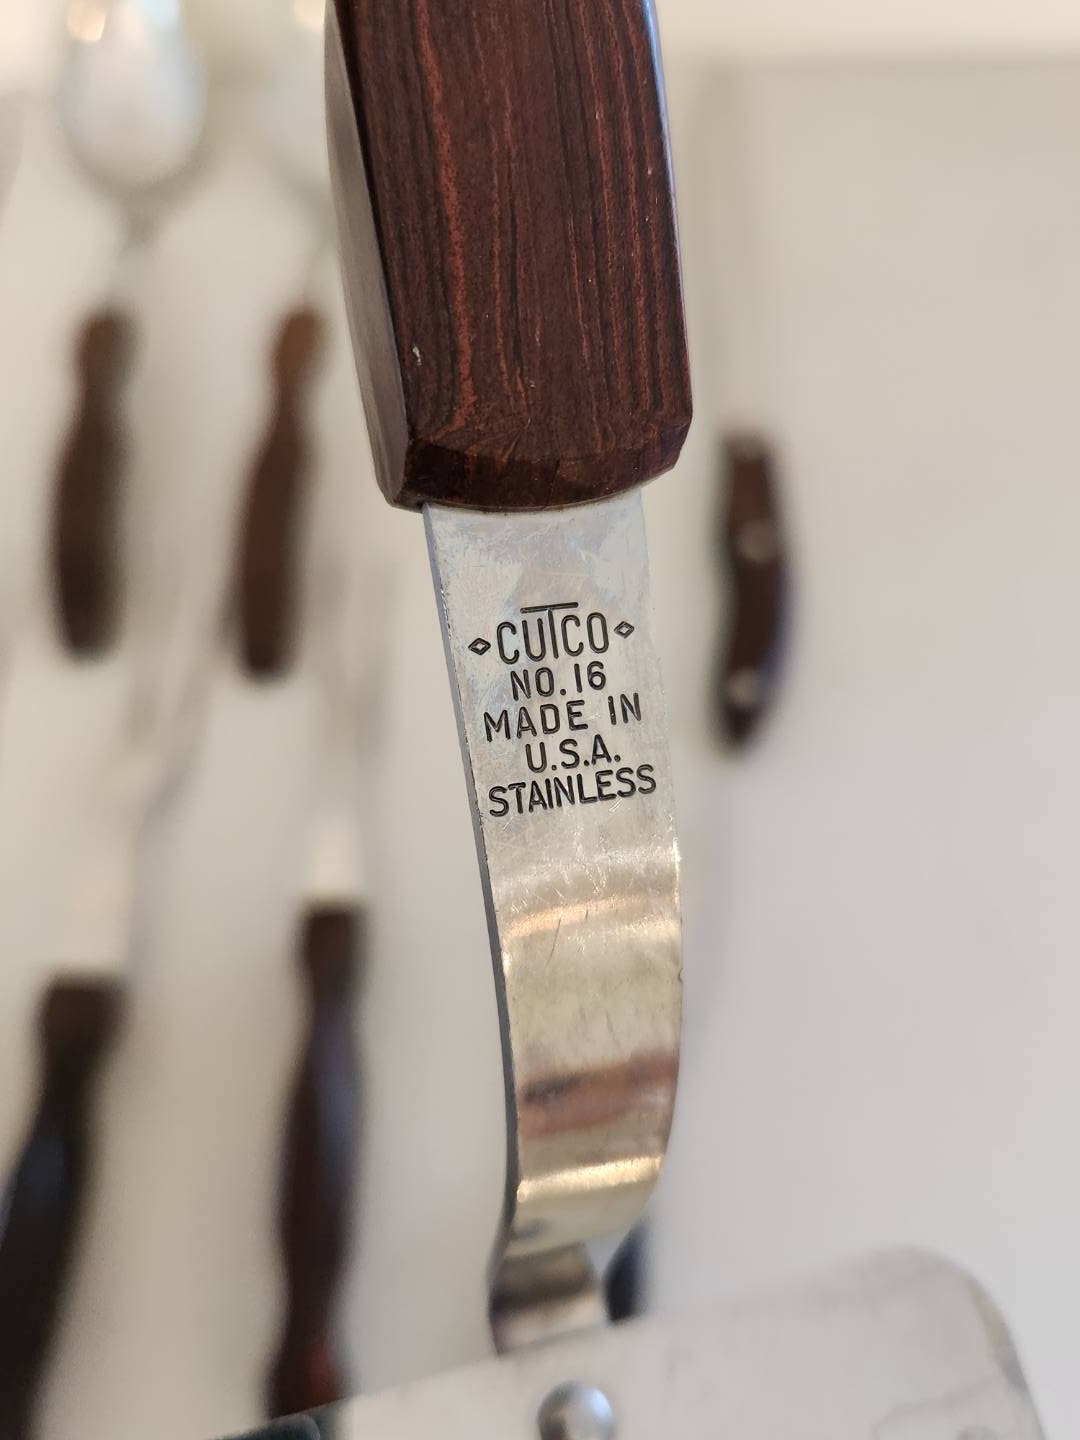 CUTCO
NO. 16
MADE IN
U.S.A.
STAINLESS